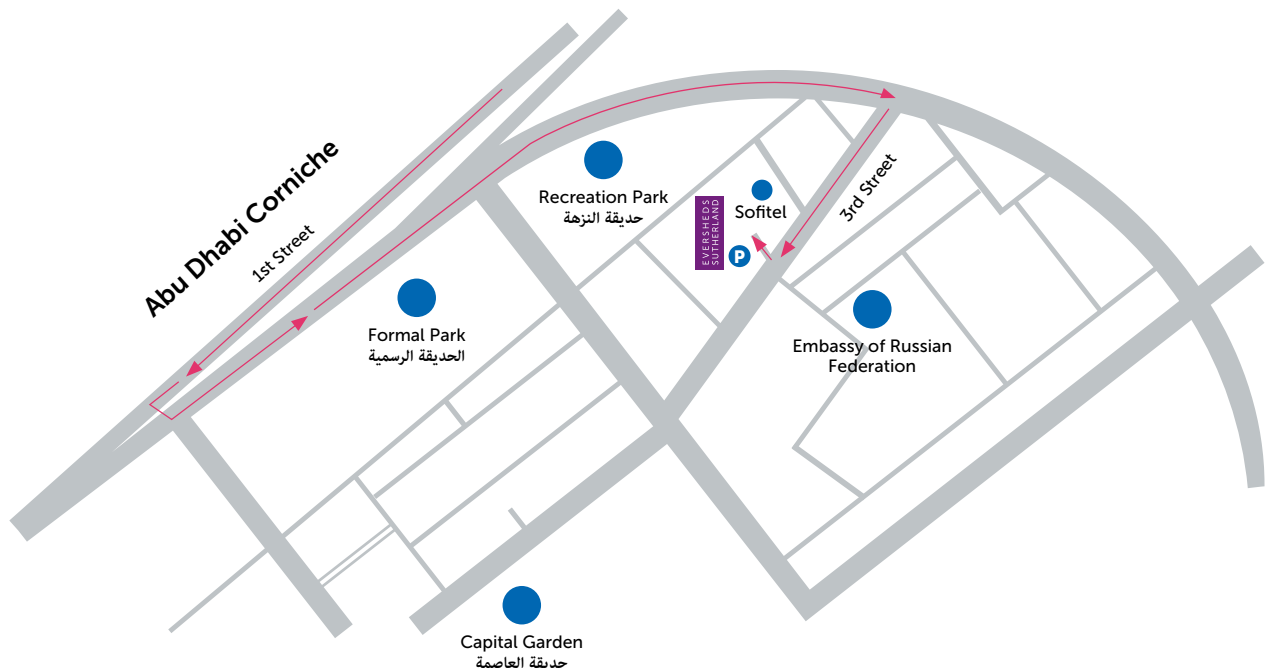 Abu Dhabi Corniche
1st Street
Recreation Park
حديقة النزهة
EVERSHEDS
SUTHERLAND
Sofitel
P
3rd Street
Formal Park
الحديقة الرسمية
Embassy of Russian
Federation
Capital Garden
حديقة العاصمة